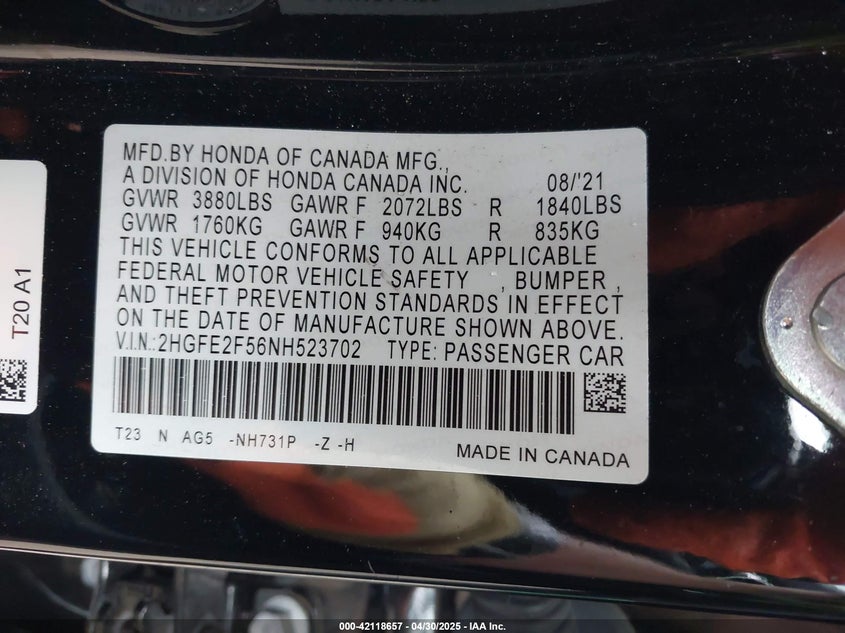 MFD.BY HONDA OF CANADA MFG.,
A DIVISION OF HONDA CANADA INC. 08/'21
GVWR 3880LBS GAWR F 2072LBS R 1840LBS
GVWR 1760KG GAWR F 940KG R 835KG
THIS VEHICLE CONFORMS TO ALL APPLICABLE
FEDERAL MOTOR VEHICLE SAFETY , BUMPER ,
AND THEFT PREVENTION STANDARDS IN EFFECT
ON THE DATE OF MANUFACTURE SHOWN ABOVE.
V.I.N.:2HGFE2F56NH523702 TYPE: PASSENGER CAR
T23 N AG5 -NH731P -Z -H MADE IN CANADA
T20 A1
000-42118657 - 04/30/2025 - IAA Inc.